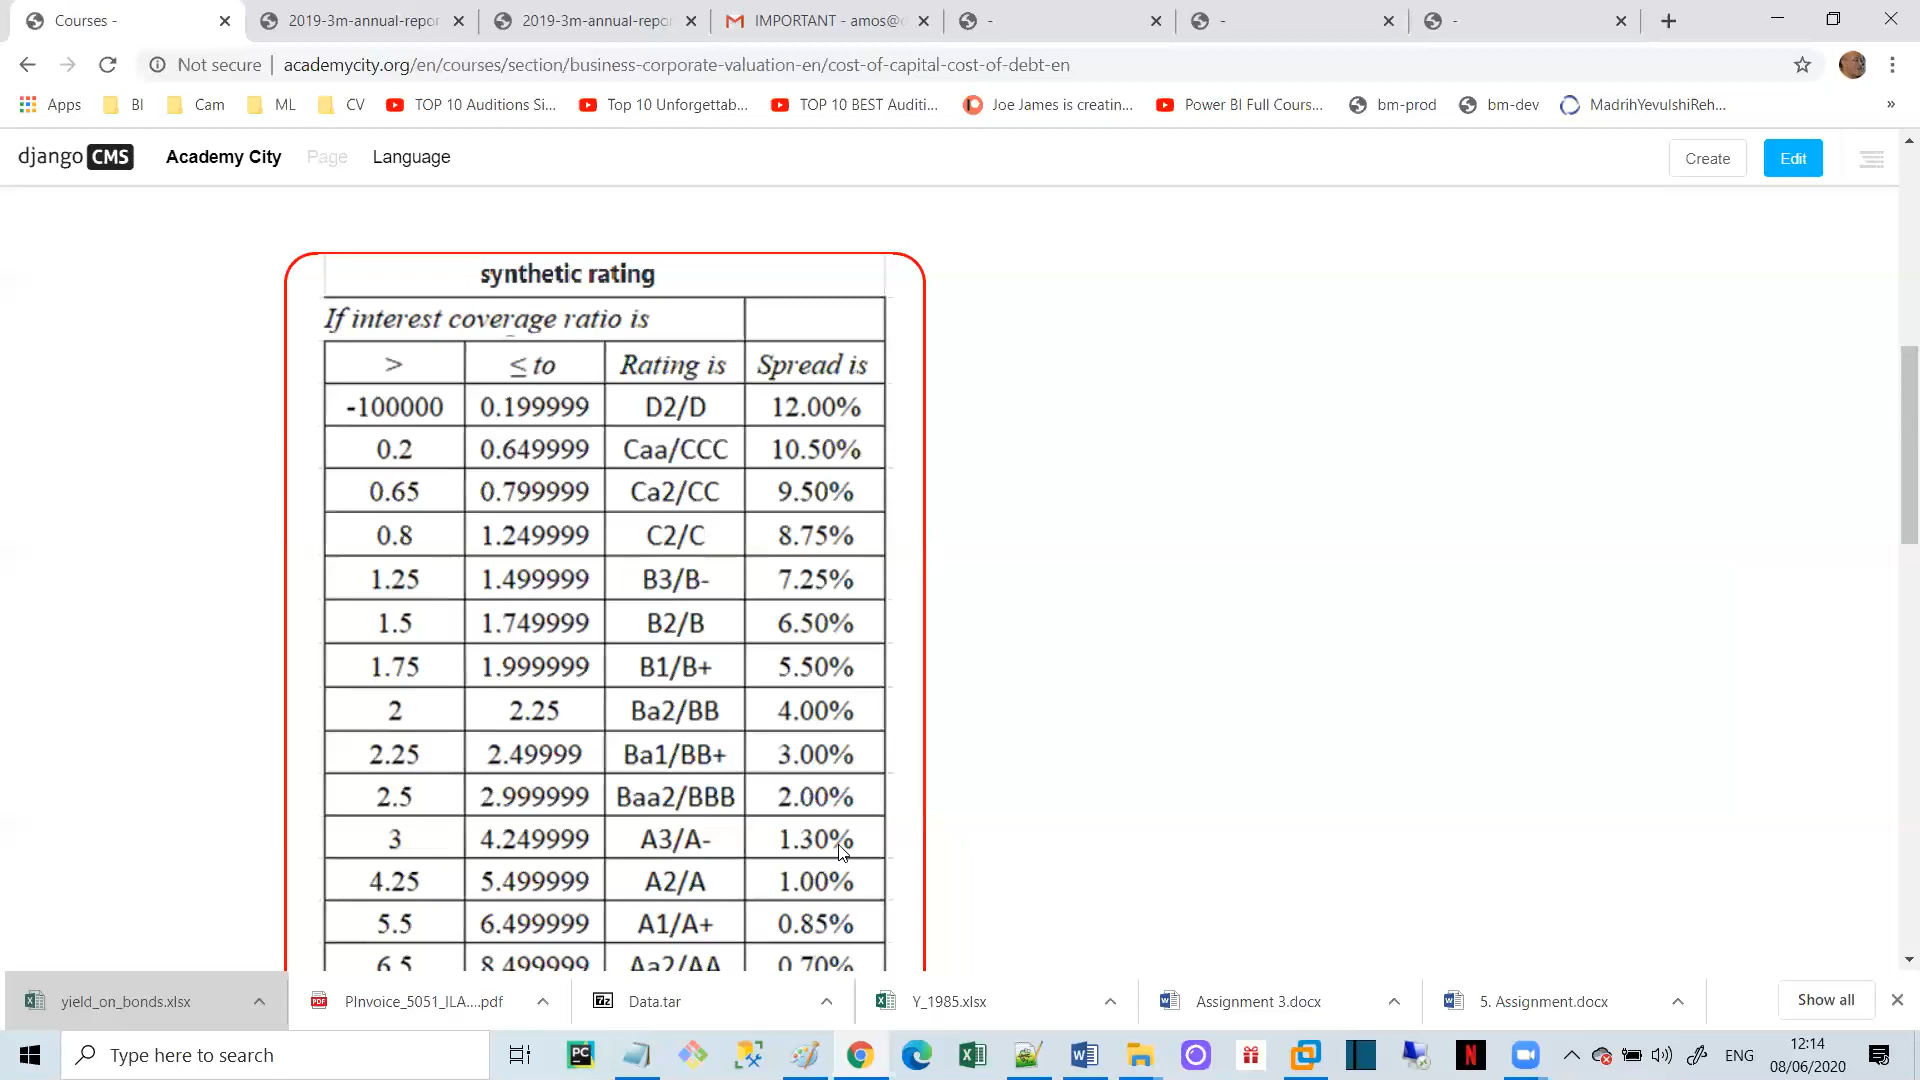 Courses -
2019-3m-annual-repor
2019-3m-annual-repo
IMPORTANT - amos@
-
-
-
Not secure | academycity.org/en/courses/section/business-corporate-valuation-en/cost-of-capital-cost-of-debt-en
Apps BI Cam ML CV TOP 10 Auditions Si... Top 10 Unforgettab... TOP 10 BEST Auditi... Joe James is creatin... Power BI Full Cours... bm-prod bm-dev MadrihYevulshiReh... »
django CMS Academy City Page Language Create Edit
synthetic rating
If interest coverage ratio is
> ≤ to Rating is Spread is
-100000 0.199999 D2/D 12.00%
0.2 0.649999 Caa/CCC 10.50%
0.65 0.799999 Ca2/CC 9.50%
0.8 1.249999 C2/C 8.75%
1.25 1.499999 B3/B- 7.25%
1.5 1.749999 B2/B 6.50%
1.75 1.999999 B1/B+ 5.50%
2 2.25 Ba2/BB 4.00%
2.25 2.49999 Ba1/BB+ 3.00%
2.5 2.999999 Baa2/BBB 2.00%
3 4.249999 A3/A- 1.30%
4.25 5.499999 A2/A 1.00%
5.5 6.499999 A1/A+ 0.85%
6.5 8.499999 Aa2/AA 0.70%
yield_on_bonds.xlsx PInvoice_5051_ILA....pdf Data.tar Y_1985.xlsx Assignment 3.docx 5. Assignment.docx Show all
Type here to search
ENG
12:14
08/06/2020